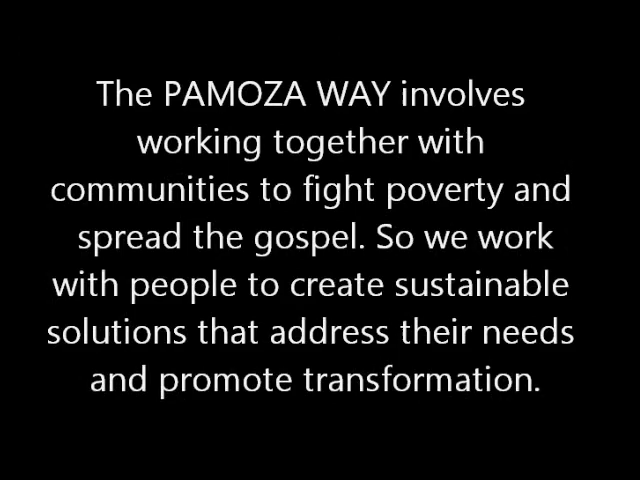 The PAMOZA WAY involves
working together with
communities to fight poverty and
spread the gospel. So we work
with people to create sustainable
solutions that address their needs
and promote transformation.